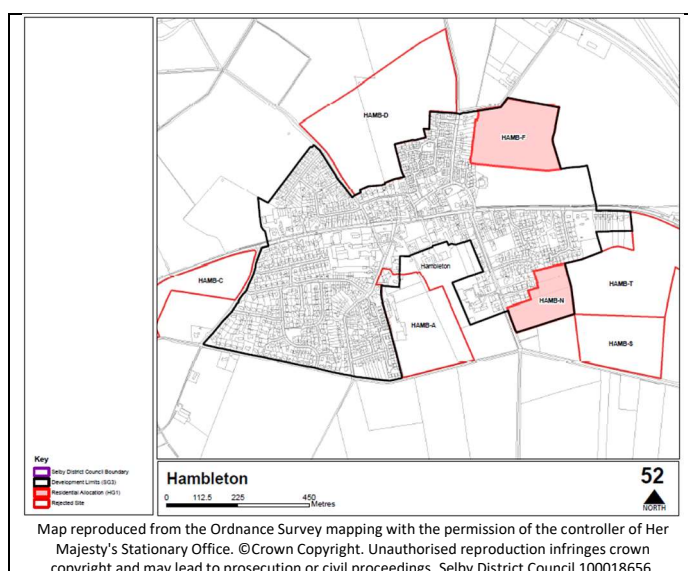 HAMB-D
HAMB-F
Hambleton
HAMB-C
HAMB-T
HAMB-N
HAMB-A
HAMB-S
Key
Selby District Council Boundary
Development Limits (SG3)
Residential Allocation (HG1)
Rejected Site
Hambleton
0 112.5 225 450
Metres
52
NORTH
Map reproduced from the Ordnance Survey mapping with the permission of the controller of Her
Majesty's Stationary Office. ©Crown Copyright. Unauthorised reproduction infringes crown
copyright and may lead to prosecution or civil proceedings. Selby District Council 100018656